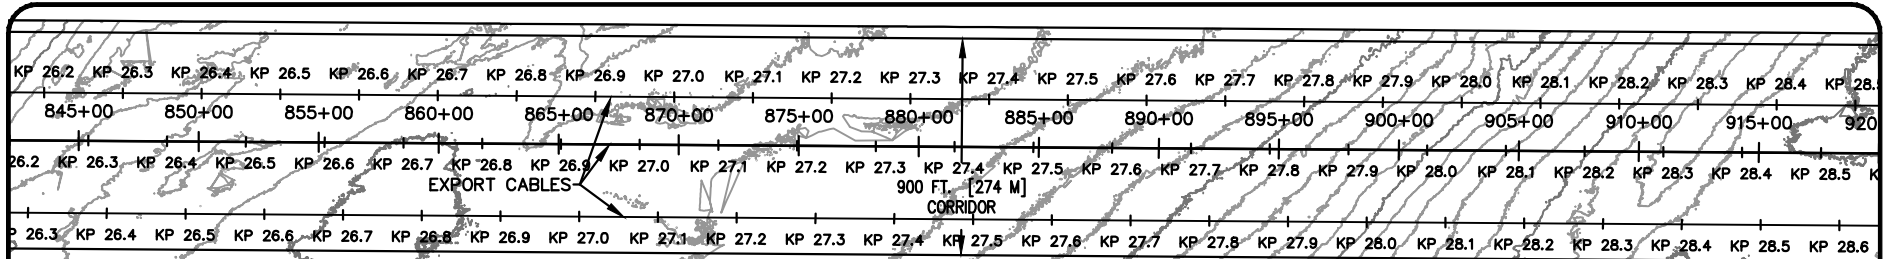 KP 26.2 KP 26.3 KP 26.4 KP 26.5 KP 26.6 KP 26.7 KP 26.8 KP 26.9 KP 27.0 KP 27.1 KP 27.2 KP 27.3 KP 27.4 KP 27.5 KP 27.6 KP 27.7 KP 27.8 KP 27.9 KP 28.0 KP 28.1 KP 28.2 KP 28.3 KP 28.4 KP 28.5
845+00 850+00 855+00 860+00 865+00 870+00 875+00 880+00 885+00 890+00 895+00 900+00 905+00 910+00 915+00 920
26.2 KP 26.3 KP 26.4 KP 26.5 KP 26.6 KP 26.7 KP 26.8 KP 26.9 KP 27.0 KP 27.1 KP 27.2 KP 27.3 KP 27.4 KP 27.5 KP 27.6 KP 27.7 KP 27.8 KP 27.9 KP 28.0 KP 28.1 KP 28.2 KP 28.3 KP 28.4 KP 28.5 K
EXPORT CABLES
900 FT. [274 M]
CORRIDOR
P 26.3 KP 26.4 KP 26.5 KP 26.6 KP 26.7 KP 26.8 KP 26.9 KP 27.0 KP 27.1 KP 27.2 KP 27.3 KP 27.4 KP 27.5 KP 27.6 KP 27.7 KP 27.8 KP 27.9 KP 28.0 KP 28.1 KP 28.2 KP 28.3 KP 28.4 KP 28.5 KP 28.6